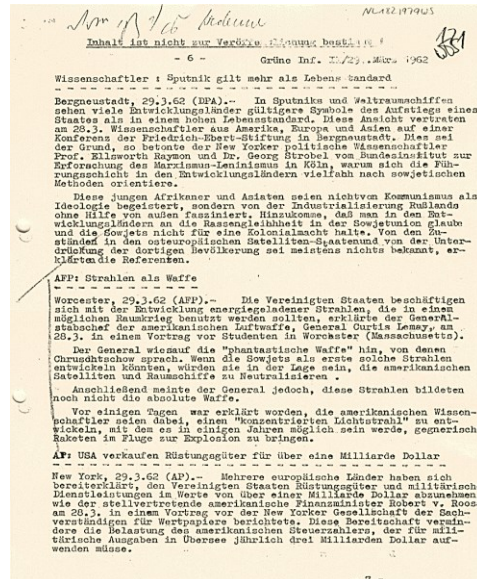 Inhalt ist nicht zur Veröffe
- 6 -
Grüne Inf. II/29. März 1962
Wissenschaftler : Sputnik gilt mehr als Lebensstandard
Bergneustadt, 29.3.62 (DPA).- In Sputniks und Weltraumschiffen
sehen viele Entwicklungsländer gültigere Symbole des Aufstiegs eines
Staates als in einem hohen Lebensstandard. Diese Ansicht vertraten
am 28.3. Wissenschaftler aus Amerika, Europa und Asien auf einer
Konferenz der Friedrich-Ebert-Stiftung in Bergneustadt. Dies sei
der Grund, so betonte der New Yorker politische Wissenschaftler
Prof. Ellsworth Raymon und Dr. Georg Strobel vom Bundesinstitut zur
Erforschung des Marxismus-Leninismus in Köln, warum sich die Füh-
rungsschicht in den Entwicklungsländern vielfach nach sowjetischen
Methoden orientiere.
Diese jungen Afrikaner und Asiaten seien nichtvon Kommunismus als
Ideologie begeistert, sondern von der Industrialisierung Rußlands
ohne Hilfe von außen fasziniert. Hinzukomme, daß man in den Ent-
wicklungsländern an die Rassengleihheit in der Sowjetunion glaube
und die Sowjets nicht für eine Kolonialmacht halte. Von den Zu-
ständen in den osteuropäischen Satelliten-Staatenund von der Unter-
drückung der dortigen Bevölkerung sei meistens nichts bekannt, er-
klärten die Referenten.
AFP: Strahlen als Waffe
Worcester, 29.3.62 (AFP).- Die Vereinigten Staaten beschäftigen
sich mit der Entwicklung energiegeladener Strahlen, die in einem
möglichen Raumkrieg benutzt werden sollten, erklärte der General-
stabschef der amerikanischen Luftwaffe, General Curtis Lemay, am
28.3. in einem Vortrag vor Studenten in Worchster (Massachusetts).
Der General wiesauf die "phantastische Waffe" hin, von denen
Chruschtschow sprach. Wenn die Sowjets als erste solche Strahlen
entwickeln könnten, würden sie in der Lage sein, die amerikanischen
Satelliten und Raumschiffe zu Neutralisieren .
Anschließend meinte der General jedoch, diese Strahlen bildeten
noch nicht die absolute Waffe.
Vor einigen Tagen war erklärt worden, die amerikanischen Wissen-
schaftler seien dabei, einen "konzentrierten Lichtstrahl" zu ent-
wickeln, mit dem es in einigen Jahren möglich sein werde, gegnerisch
Raketen im Fluge zur Explosion zu bringen.
AP: USA verkaufen Rüstungsgüter für über eine Milliarde Dollar
New York, 29.3.62 (AP).- Mehrere europäische Länder haben sich
bereiterklärt, den Vereinigten Staaten Rüstungsgüter und militärisch
Dienstleistungen im Werte von über einer Milliarde Dollar abzunehmen
wie der stellvertretende amerikanische Finanzminister Robert v. Roos
am 28.3. in einem Vortrag vor der New Yorker Gesellschaft der Sach-
verständigen für Wertpapiere berichtete. Diese Bereitschaft vermin-
dere die Belastung des amerikanischen Steuerzahlers, der für mili-
tärische Ausgaben in Übersee jährlich drei Milliarden Dollar auf-
wenden müsse.